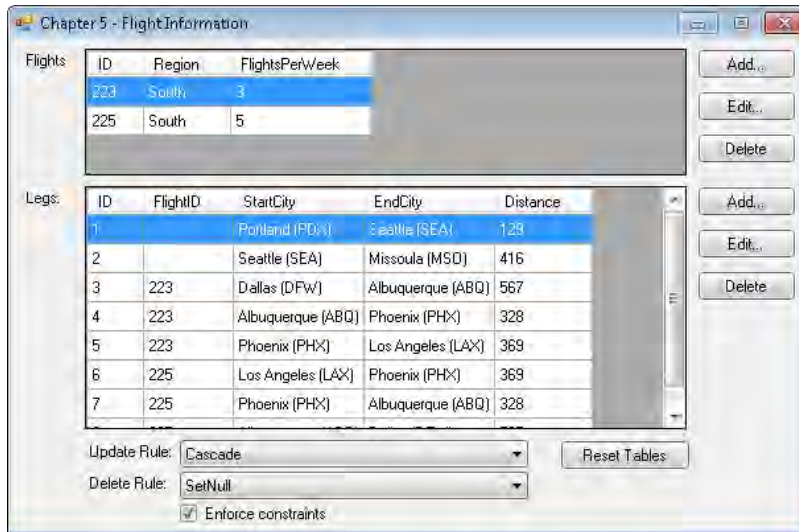 Chapter 5 - Flight Information
Flights
ID Region FlightsPerWeek
223 South 3
225 South 5
Add...
Edit...
Delete
Legs:
ID FlightID StartCity EndCity Distance
1 Portland (PDX) Seattle (SEA) 129
2 Seattle (SEA) Missoula (MSO) 416
3 223 Dallas (DFW) Albuquerque (ABQ) 567
4 223 Albuquerque (ABQ) Phoenix (PHX) 328
5 223 Phoenix (PHX) Los Angeles (LAX) 369
6 225 Los Angeles (LAX) Phoenix (PHX) 369
7 225 Phoenix (PHX) Albuquerque (ABQ) 328
Add...
Edit...
Delete
Update Rule: Cascade
Reset Tables
Delete Rule: SetNull
Enforce constraints